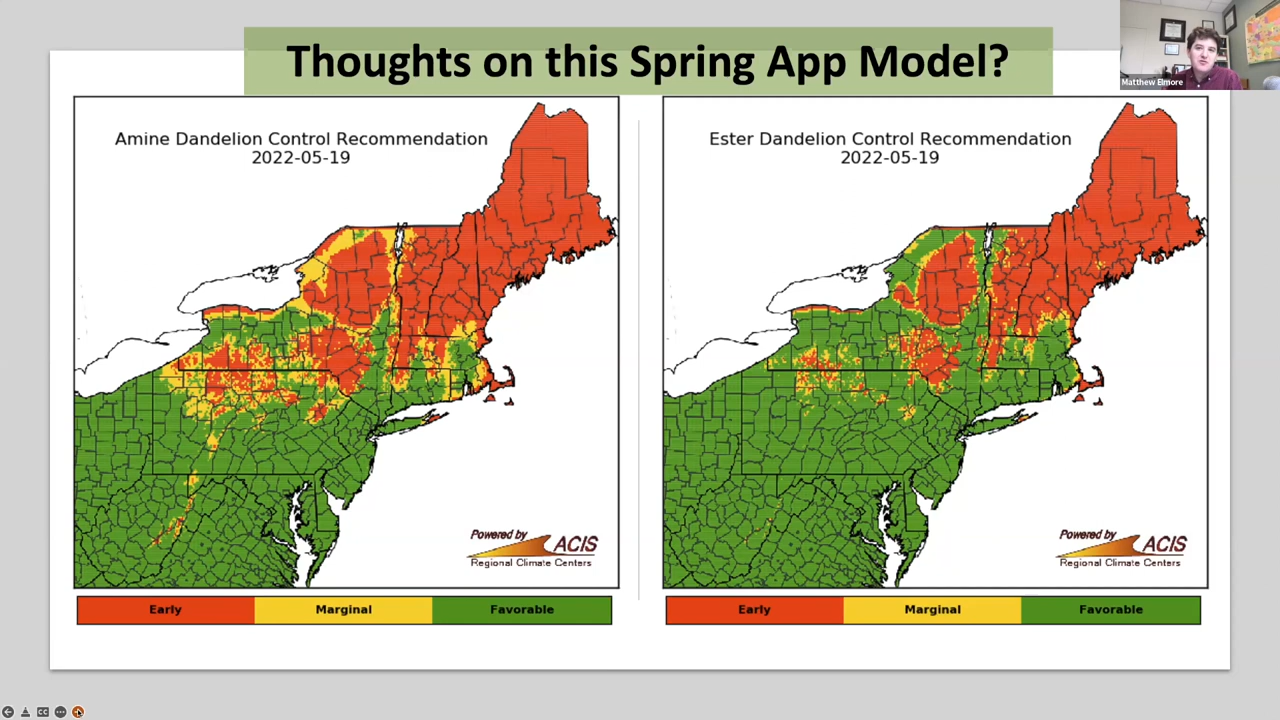 Thoughts on this Spring App Model?
Matthew Elmore
Amine Dandelion Control Recommendation
2022-05-19
Powered by
ACIS
Regional Climate Centers
Early
Marginal
Favorable
Ester Dandelion Control Recommendation
2022-05-19
Powered by
ACIS
Regional Climate Centers
Early
Marginal
Favorable
CC